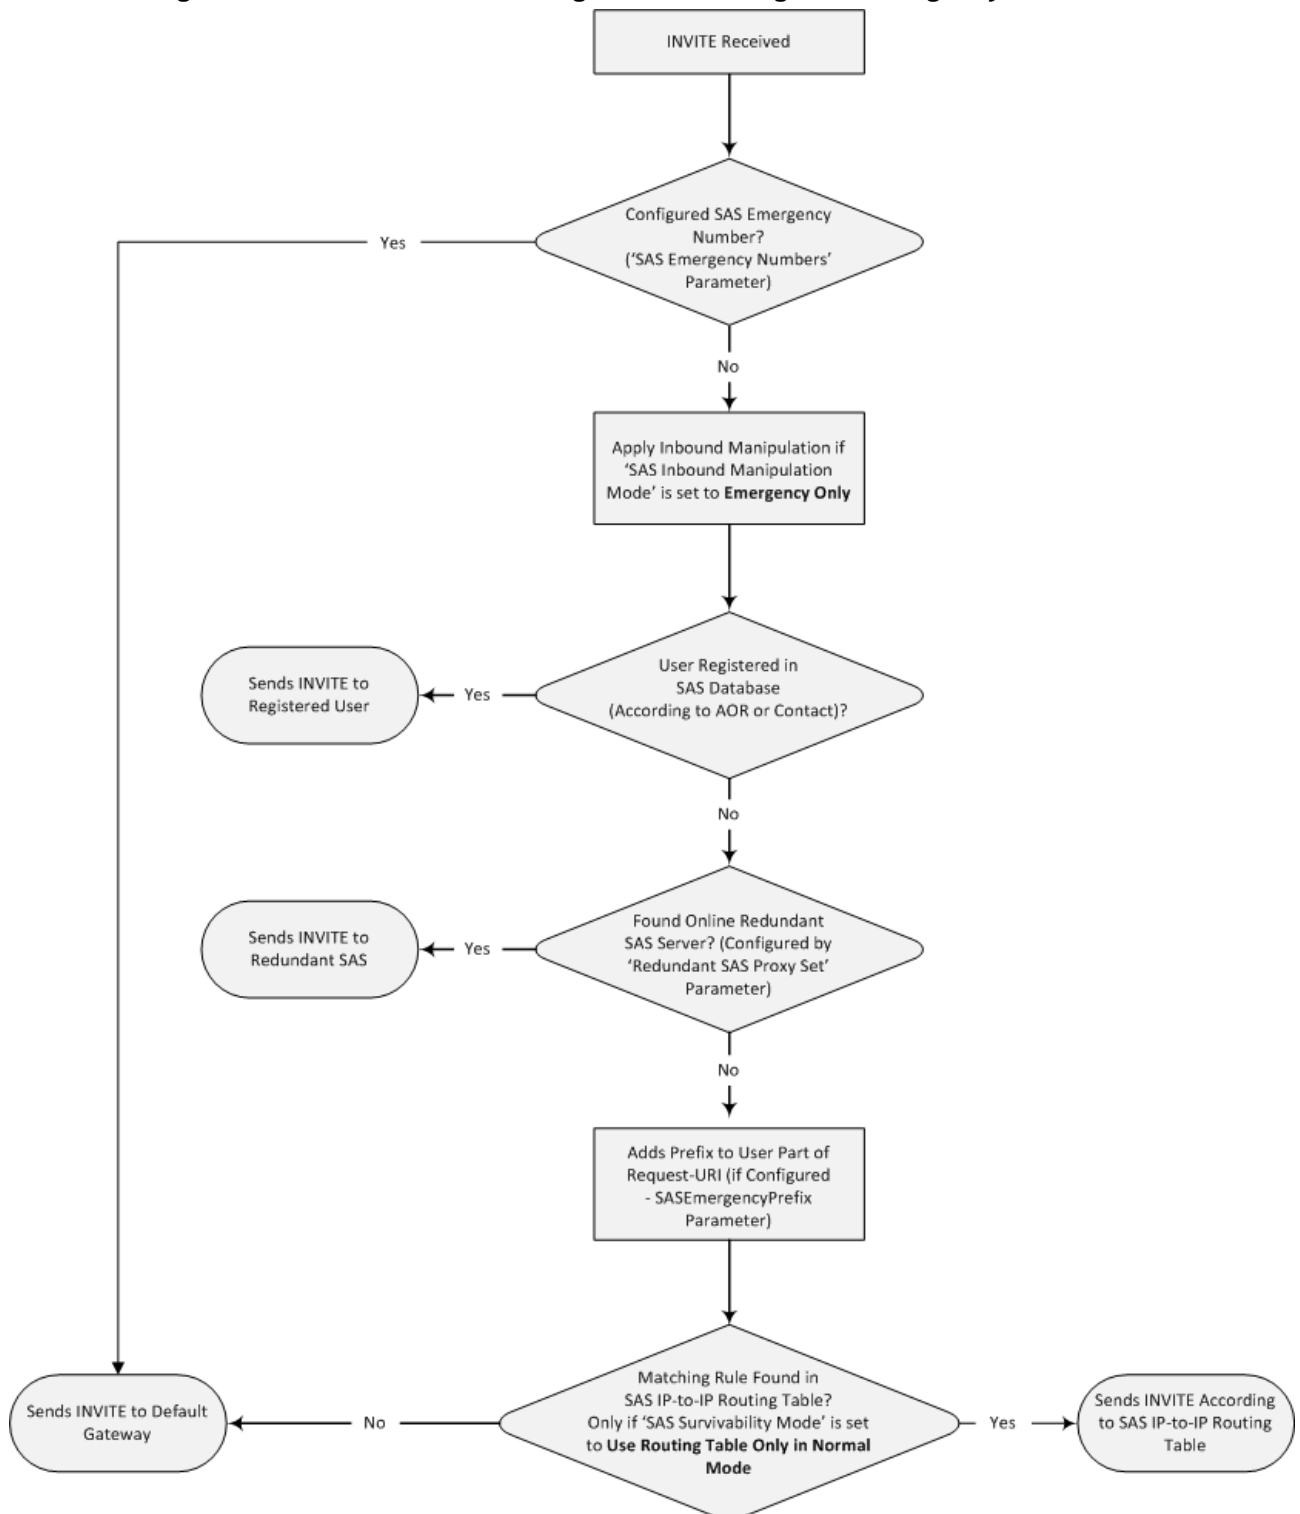 INVITE Received
Configured SAS Emergency
Number?
(‘SAS Emergency Numbers’
Parameter)
Yes
No
Apply Inbound Manipulation if
‘SAS Inbound Manipulation
Mode’ is set to Emergency Only
User Registered in
SAS Database
(According to AOR or Contact)?
Yes
Sends INVITE to
Registered User
No
Found Online Redundant
SAS Server? (Configured by
‘Redundant SAS Proxy Set’
Parameter)
Yes
Sends INVITE to
Redundant SAS
No
Adds Prefix to User Part of
Request-URI (if Configured
- SASEmergencyPrefix
Parameter)
Matching Rule Found in
SAS IP-to-IP Routing Table?
Only if ‘SAS Survivability Mode’ is set
to Use Routing Table Only in Normal
Mode
No
Sends INVITE to Default
Gateway
Yes
Sends INVITE According
to SAS IP-to-IP Routing
Table